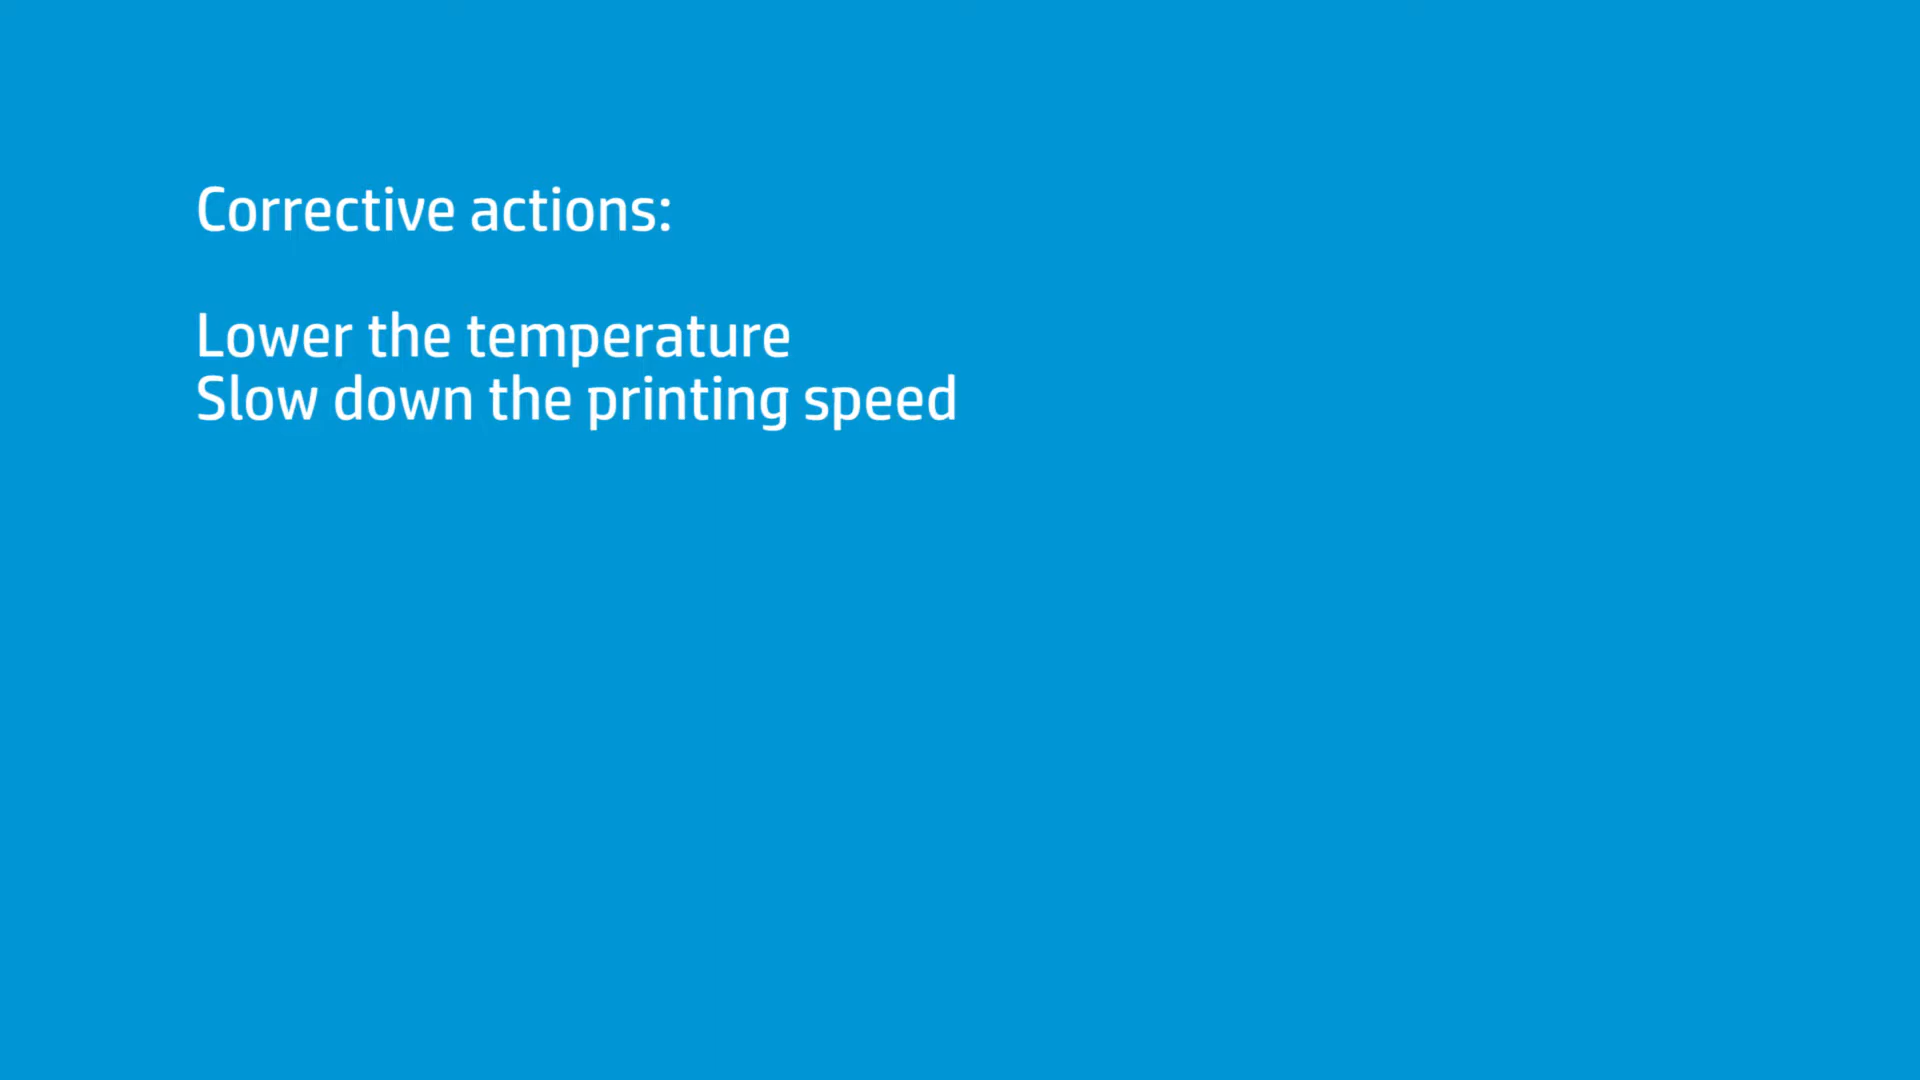 Corrective actions:
Lower the temperature
Slow down the printing speed